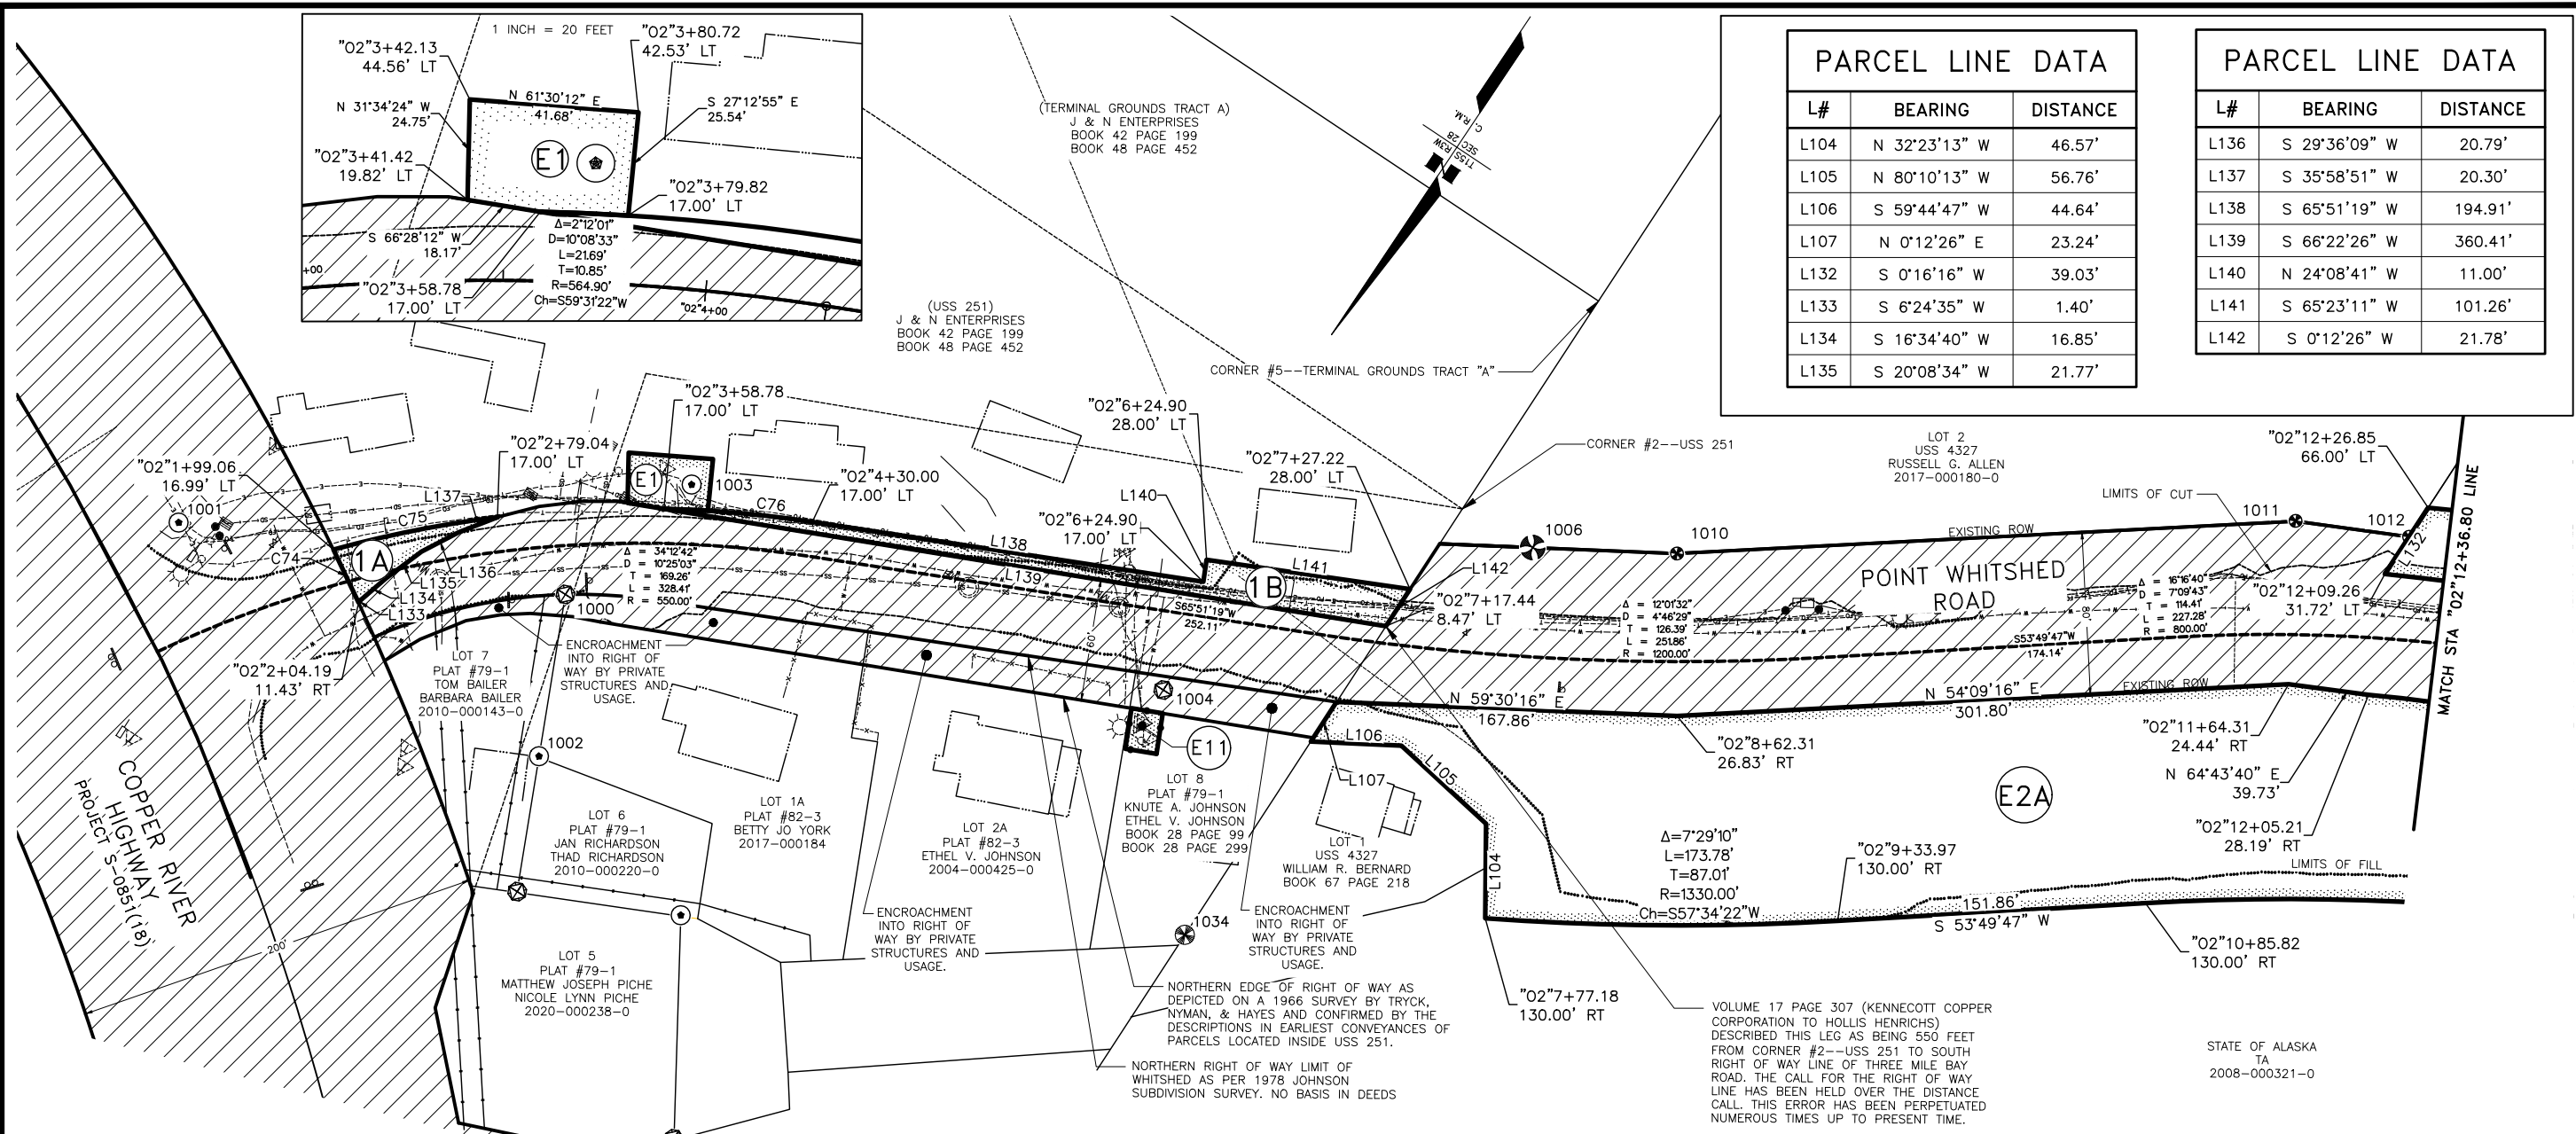 1 INCH = 20 FEET
"02"3+42.13
44.56' LT
"02"3+80.72
42.53' LT
N 31°34'24" W
24.75'
N 61°30'12" E
41.68'
S 27°12'55" E
25.54'
"02"3+41.42
19.82' LT
E1
"02"3+79.82
17.00' LT
S 66°28'12" W
18.17'
Δ=2°12'01"
D=10°08'33"
L=21.69'
T=10.85'
R=564.90'
Ch=S59°31'22"W
+00
"02"3+58.78
17.00' LT
"02"4+00
(TERMINAL GROUNDS TRACT A)
J & N ENTERPRISES
BOOK 42 PAGE 199
BOOK 48 PAGE 452
C. R.M.
SEC 28
T15S R3W
(USS 251)
J & N ENTERPRISES
BOOK 42 PAGE 199
BOOK 48 PAGE 452
CORNER #5--TERMINAL GROUNDS TRACT "A"
CORNER #2--USS 251
PARCEL LINE DATA
L# BEARING DISTANCE
L104 N 32°23'13" W 46.57'
L105 N 80°10'13" W 56.76'
L106 S 59°44'47" W 44.64'
L107 N 0°12'26" E 23.24'
L132 S 0°16'16" W 39.03'
L133 S 6°24'35" W 1.40'
L134 S 16°34'40" W 16.85'
L135 S 20°08'34" W 21.77'
PARCEL LINE DATA
L# BEARING DISTANCE
L136 S 29°36'09" W 20.79'
L137 S 35°58'51" W 20.30'
L138 S 65°51'19" W 194.91'
L139 S 66°22'26" W 360.41'
L140 N 24°08'41" W 11.00'
L141 S 65°23'11" W 101.26'
L142 S 0°12'26" W 21.78'
"02"1+99.06
16.99' LT
1001
L137
C75
C74
1A
L136
L135
L134
L133
"02"2+04.19
11.43' RT
"02"2+79.04
17.00' LT
"02"3+58.78
17.00' LT
E1
1003
C76
"02"4+30.00
17.00' LT
Δ = 34°12'42"
D = 10°25'03"
T = 169.26'
L = 328.41'
R = 550.00'
1000
"02"6+24.90
28.00' LT
L140
"02"6+24.90
17.00' LT
L138
L139
"02"7+27.22
28.00' LT
L141
1B
L142
"02"7+17.44
8.47' LT
S65°51'19"W
252.11'
60'
1006
1010
EXISTING ROW
1011
1012
LOT 2
USS 4327
RUSSELL G. ALLEN
2017-000180-0
LIMITS OF CUT
"02"12+26.85
66.00' LT
L132
MATCH STA "02"12+36.80 LINE
POINT WHITSHED
ROAD
Δ = 12°01'32"
D = 4°46'29"
T = 126.39'
L = 251.86'
R = 1200.00'
80'
Δ = 16°16'40"
D = 7°09'43"
T = 114.41'
L = 227.28'
R = 800.00'
"02"12+09.26
31.72' LT
S53°49'47"W
174.14'
N 59°30'16" E
167.86'
N 54°09'16" E
301.80'
EXISTING ROW
"02"8+62.31
26.83' RT
"02"11+64.31
24.44' RT
N 64°43'40" E
39.73'
"02"12+05.21
28.19' RT
LIMITS OF FILL
E2A
COPPER RIVER
HIGHWAY
PROJECT S-0851(18)
200'
LOT 7
PLAT #79-1
TOM BAILER
BARBARA BAILER
2010-000143-0
ENCROACHMENT
INTO RIGHT OF
WAY BY PRIVATE
STRUCTURES AND
USAGE.
1002
LOT 6
PLAT #79-1
JAN RICHARDSON
THAD RICHARDSON
2010-000220-0
LOT 5
PLAT #79-1
MATTHEW JOSEPH PICHE
NICOLE LYNN PICHE
2020-000238-0
LOT 1A
PLAT #82-3
BETTY JO YORK
2017-000184
LOT 2A
PLAT #82-3
ETHEL V. JOHNSON
2004-000425-0
ENCROACHMENT
INTO RIGHT OF
WAY BY PRIVATE
STRUCTURES AND
USAGE.
1004
E11
LOT 8
PLAT #79-1
KNUTE A. JOHNSON
ETHEL V. JOHNSON
BOOK 28 PAGE 99
BOOK 28 PAGE 299
1034
ENCROACHMENT
INTO RIGHT OF
WAY BY PRIVATE
STRUCTURES AND
USAGE.
L106
L105
L107
L104
LOT 1
USS 4327
WILLIAM R. BERNARD
BOOK 67 PAGE 218
Δ=7°29'10"
L=173.78'
T=87.01'
R=1330.00'
Ch=S57°34'22"W
"02"9+33.97
130.00' RT
151.86'
S 53°49'47" W
"02"10+85.82
130.00' RT
"02"7+77.18
130.00' RT
NORTHERN EDGE OF RIGHT OF WAY AS
DEPICTED ON A 1966 SURVEY BY TRYCK,
NYMAN, & HAYES AND CONFIRMED BY THE
DESCRIPTIONS IN EARLIEST CONVEYANCES OF
PARCELS LOCATED INSIDE USS 251.
NORTHERN RIGHT OF WAY LIMIT OF
WHITSHED AS PER 1978 JOHNSON
SUBDIVISION SURVEY. NO BASIS IN DEEDS
VOLUME 17 PAGE 307 (KENNECOTT COPPER
CORPORATION TO HOLLIS HENRICHS)
DESCRIBED THIS LEG AS BEING 550 FEET
FROM CORNER #2--USS 251 TO SOUTH
RIGHT OF WAY LINE OF THREE MILE BAY
ROAD. THE CALL FOR THE RIGHT OF WAY
LINE HAS BEEN HELD OVER THE DISTANCE
CALL. THIS ERROR HAS BEEN PERPETUATED
NUMEROUS TIMES UP TO PRESENT TIME.
STATE OF ALASKA
TA
2008-000321-0